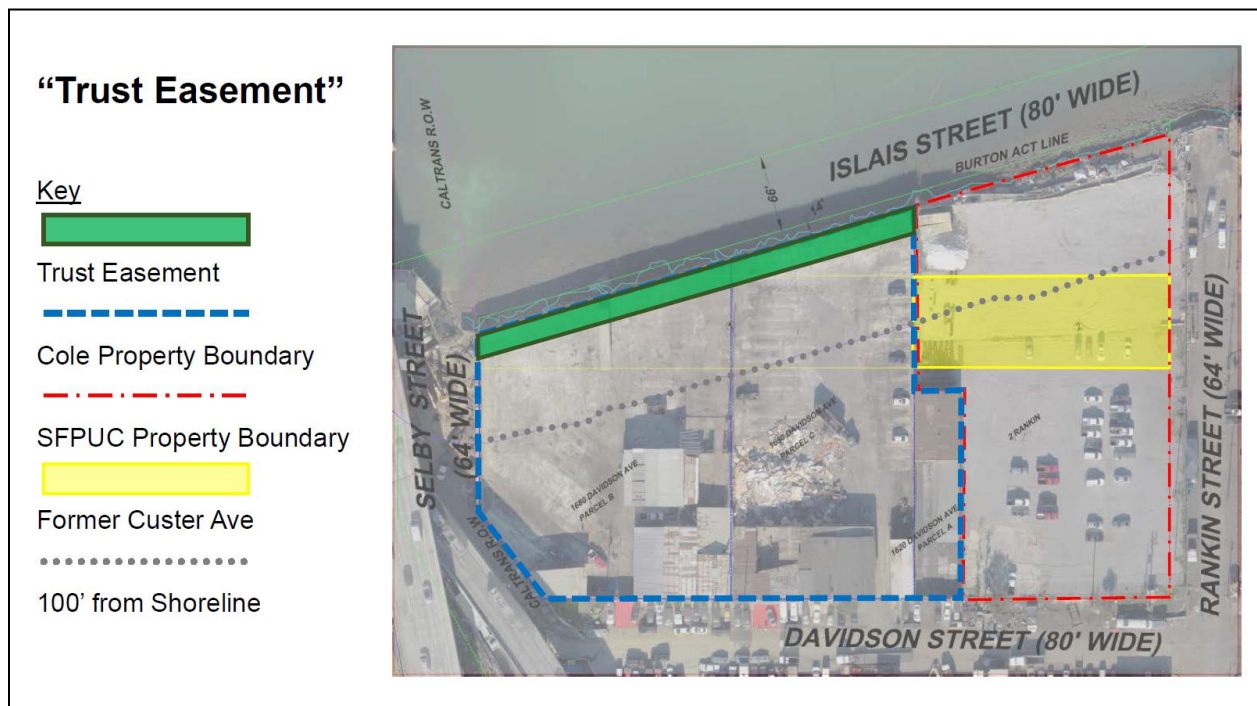 “Trust Easement”
Key
Trust Easement
Cole Property Boundary
SFPUC Property Boundary
Former Custer Ave
100’ from Shoreline
CALTRANS R.O.W
ISLAIS STREET (80' WIDE)
BURTON ACT LINE
66'
14'
SELBY STREET
(64' WIDE)
CALTRANS R.O.W
1680 DAVIDSON AVE
PARCEL B
1660 DAVIDSON AVE
PARCEL C
1620 DAVIDSON AVE
PARCEL A
2 RANKIN
RANKIN STREET (64' WIDE)
DAVIDSON STREET (80' WIDE)